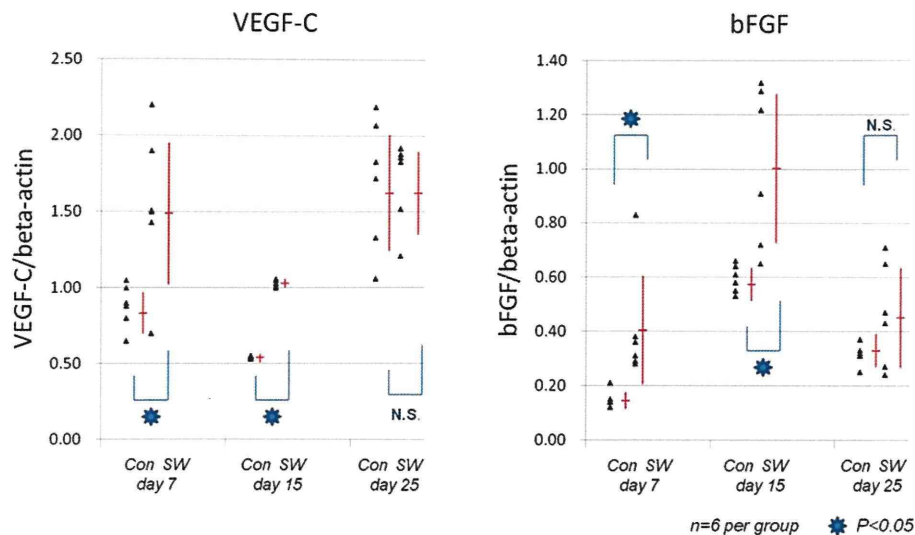 VEGF-C
VEGF-C/beta-actin
2.50
2.00
1.50
1.00
0.50
0.00
N.S.
Con SW
day 7
Con SW
day 15
Con SW
day 25
bFGF
bFGF/beta-actin
1.40
1.20
1.00
0.80
0.60
0.40
0.20
0.00
N.S.
Con SW
day 7
Con SW
day 15
Con SW
day 25
n=6 per group
P<0.05